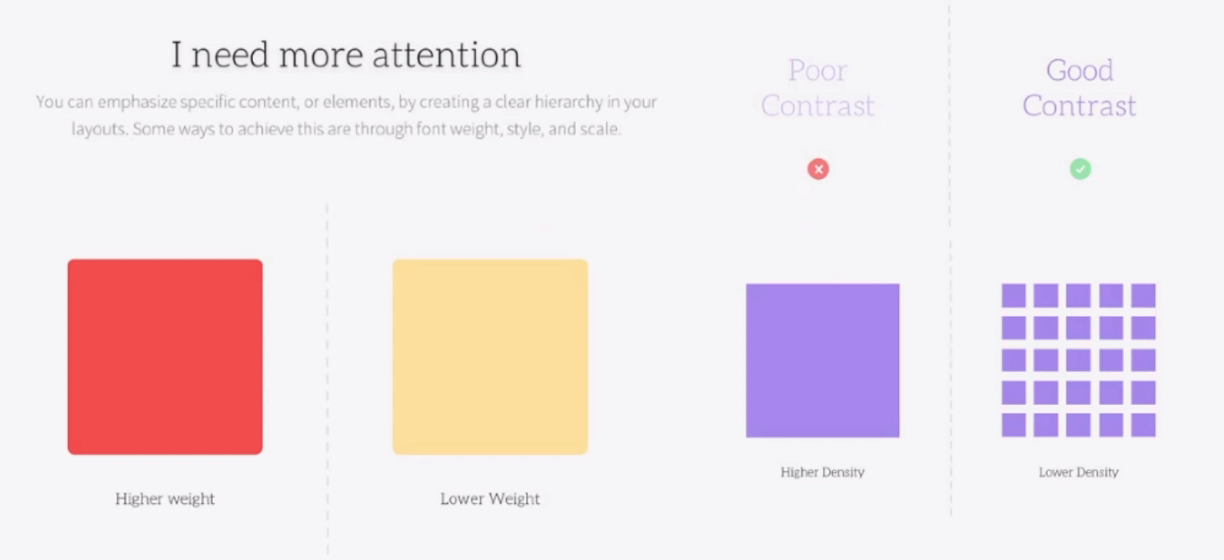 I need more attention
You can emphasize specific content, or elements, by creating a clear hierarchy in your
layouts. Some ways to achieve this are through font weight, style, and scale.
Poor
Contrast
Good
Contrast
Higher weight
Lower Weight
Higher Density
Lower Density